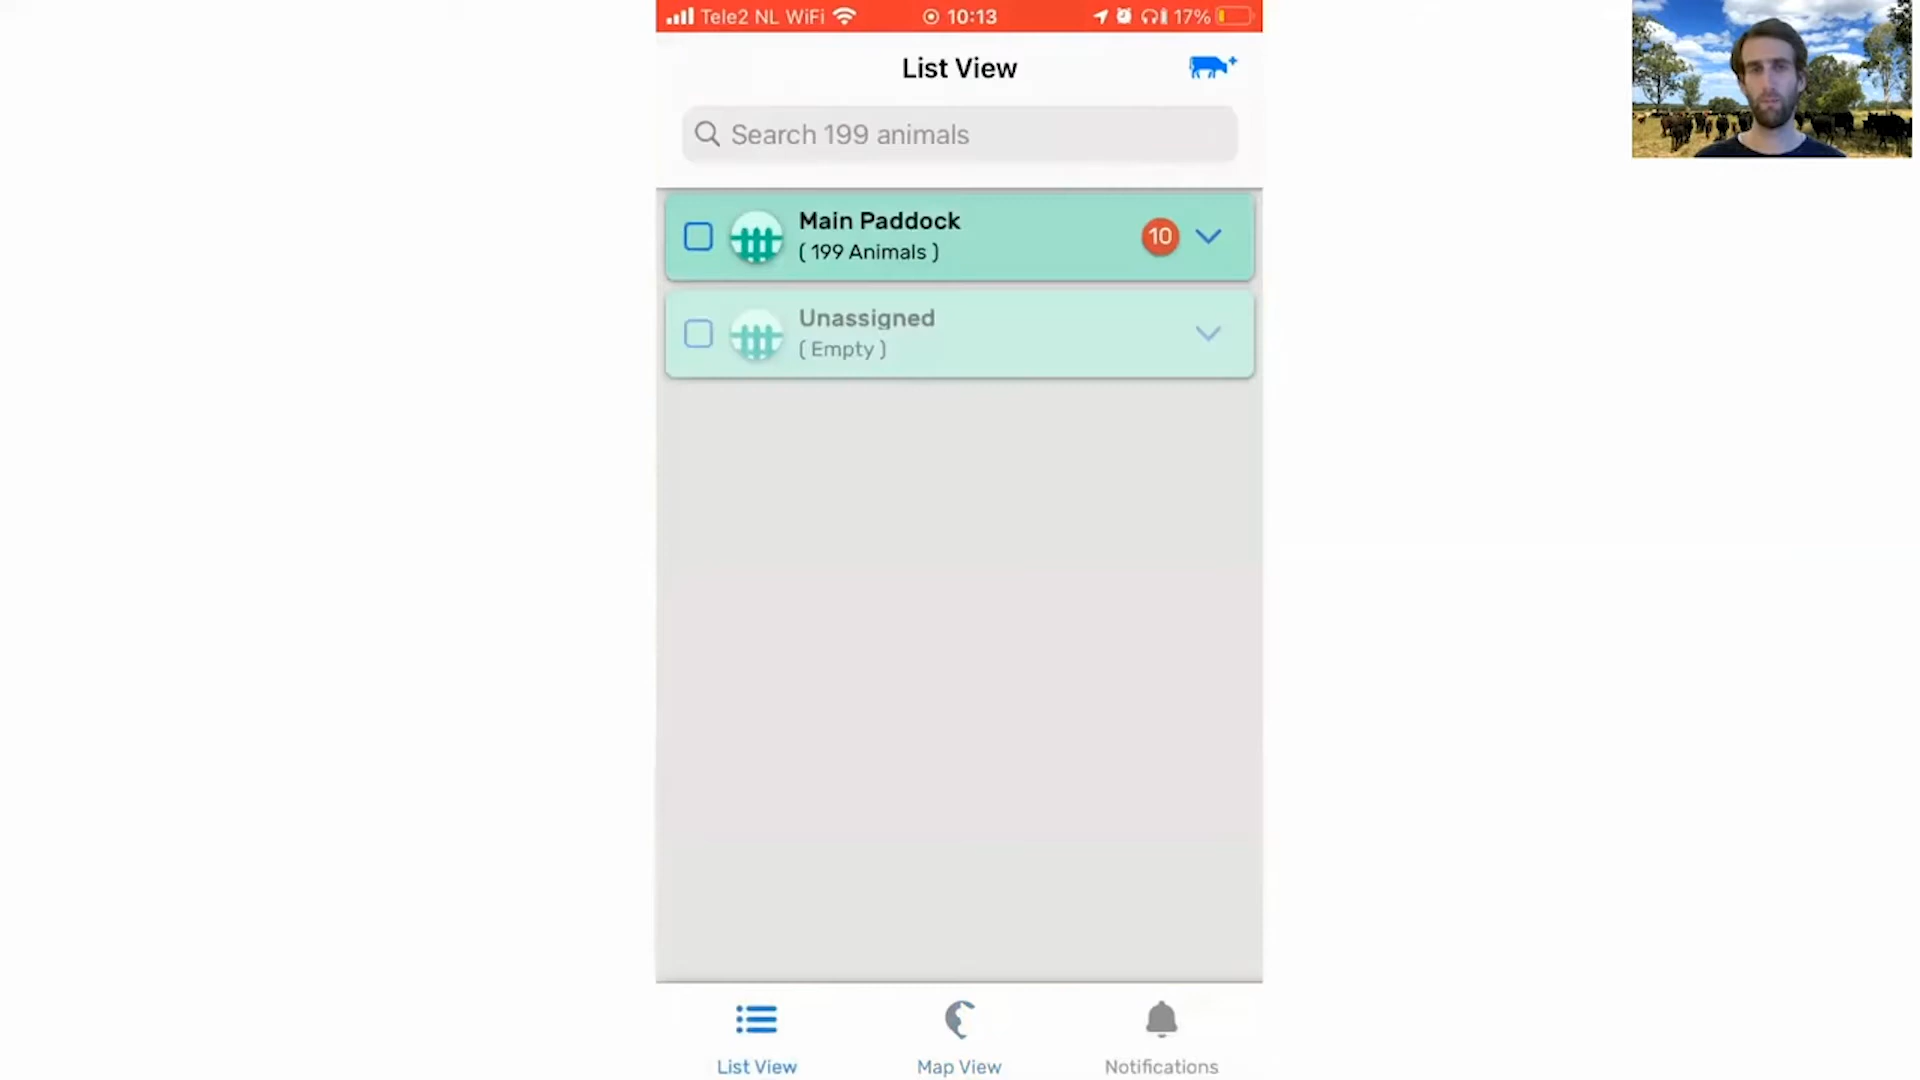 Tele2 NL WiFi 10:13 17%
List View
Search 199 animals
Main Paddock
( 199 Animals )
10
Unassigned
( Empty )
List View
Map View
Notifications